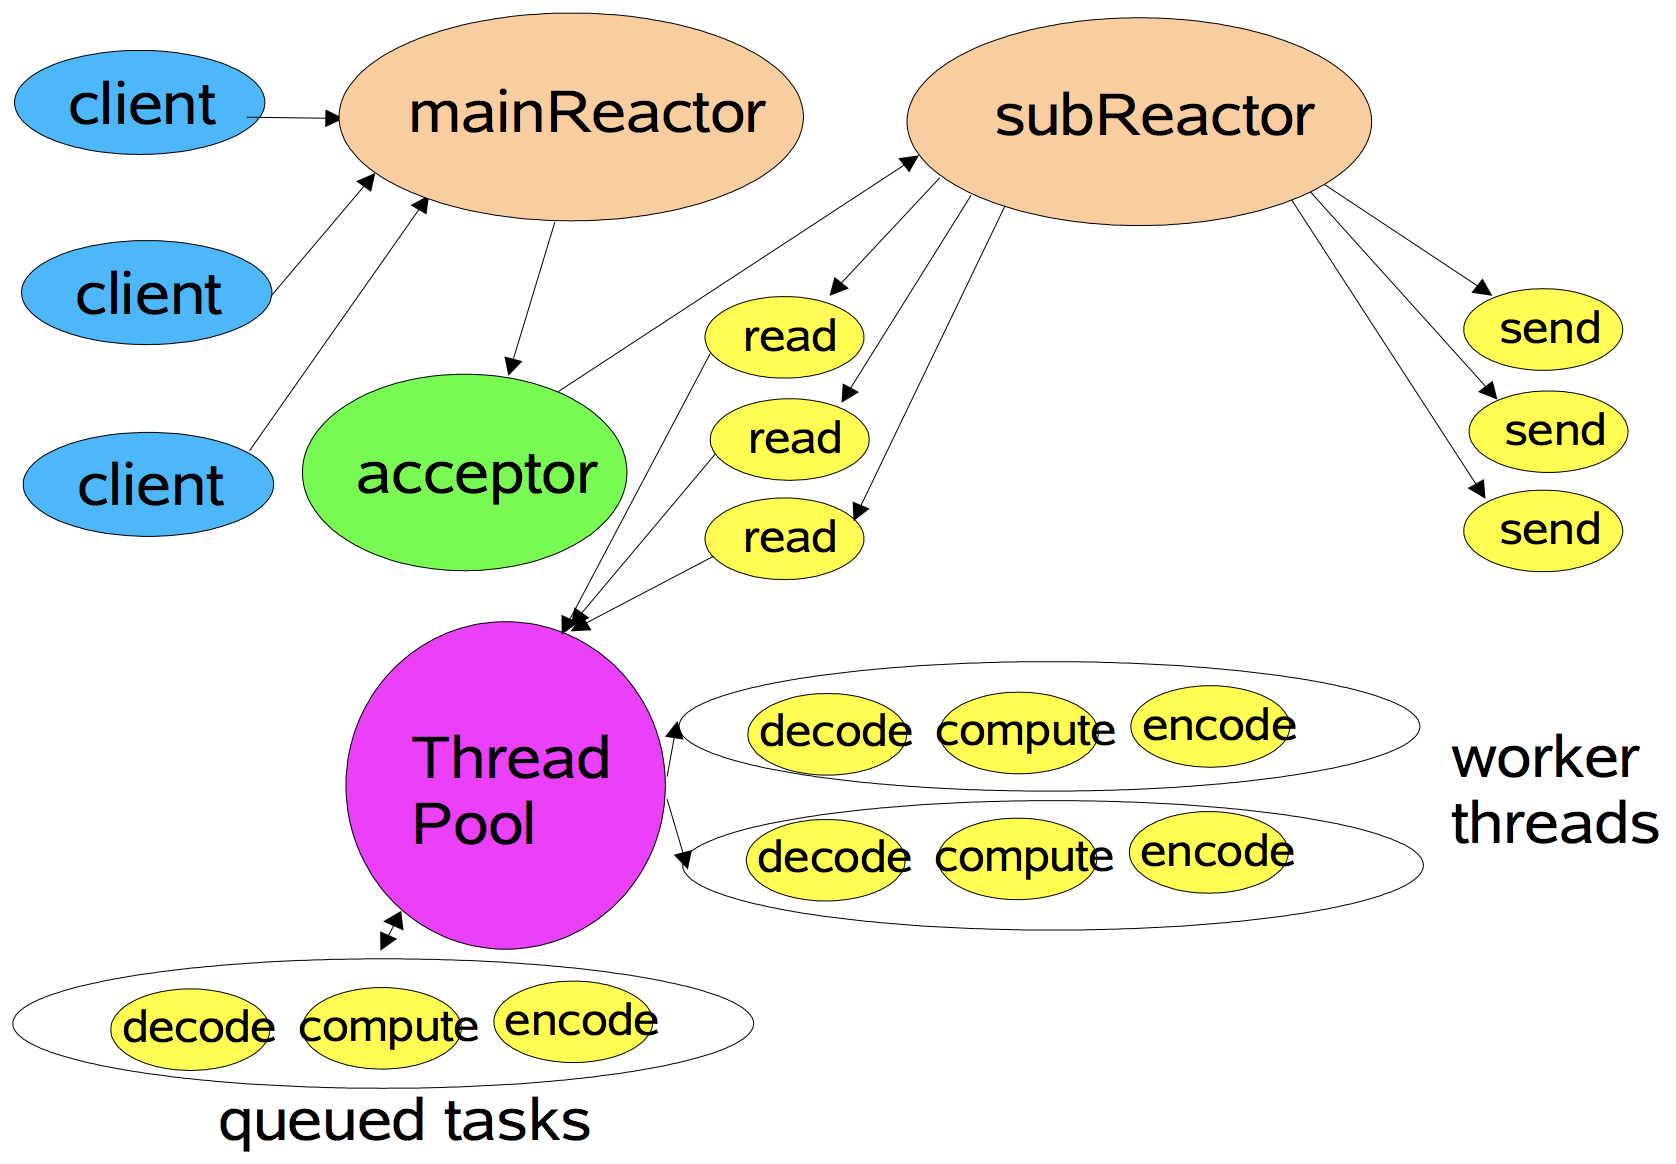 client
mainReactor
subReactor
client
client
acceptor
read
read
read
send
send
send
Thread
Pool
decode compute encode
decode compute encode
worker
threads
decode compute encode
queued tasks